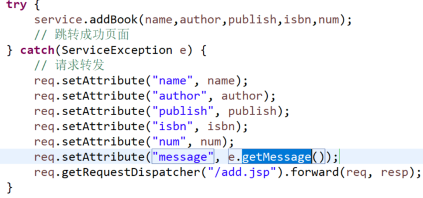 try {
service.addBook(name,author,publish,isbn,num);
// 跳转成功页面
} catch(ServiceException e) {
// 请求转发
req.setAttribute("name", name);
req.setAttribute("author", author);
req.setAttribute("publish", publish);
req.setAttribute("isbn", isbn);
req.setAttribute("num", num);
req.setAttribute("message", e.getMessage());
req.getRequestDispatcher("/add.jsp").forward(req, resp);
}